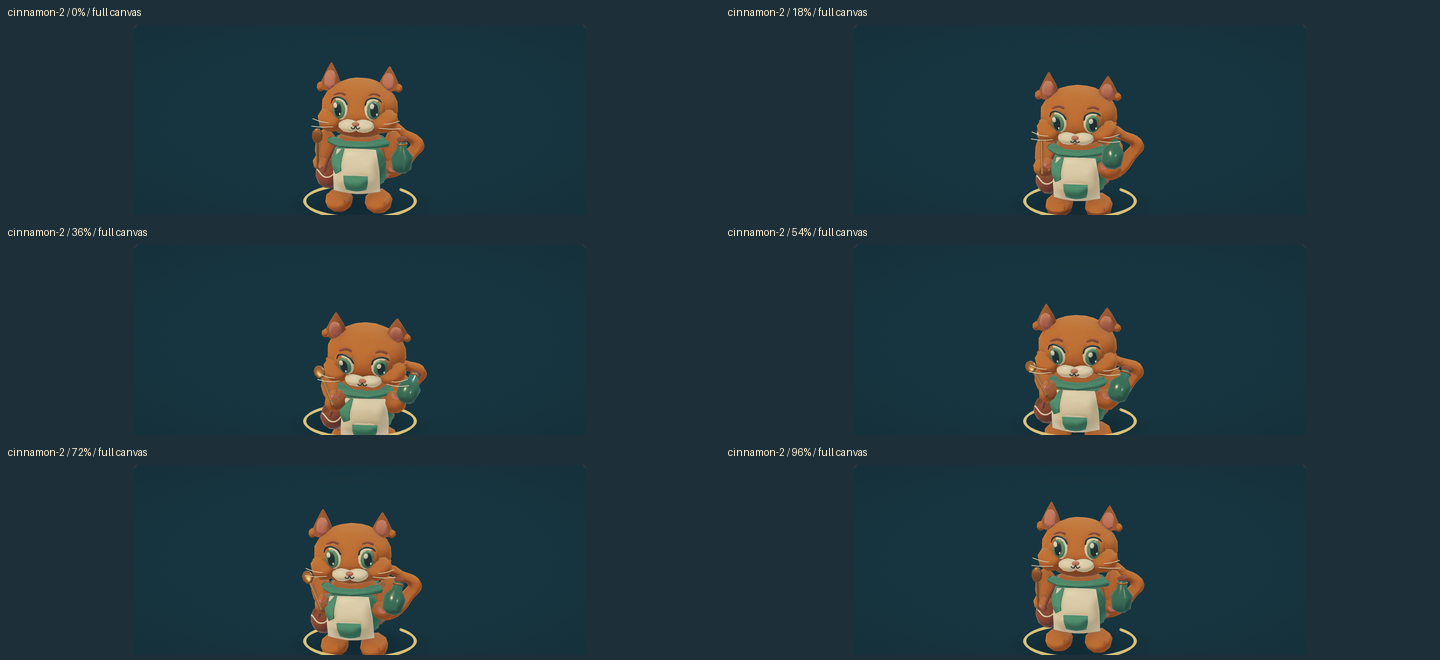 cinnamon-2 / 0% / full canvas
cinnamon-2 / 18% / full canvas
cinnamon-2 / 36% / full canvas
cinnamon-2 / 54% / full canvas
cinnamon-2 / 72% / full canvas
cinnamon-2 / 96% / full canvas